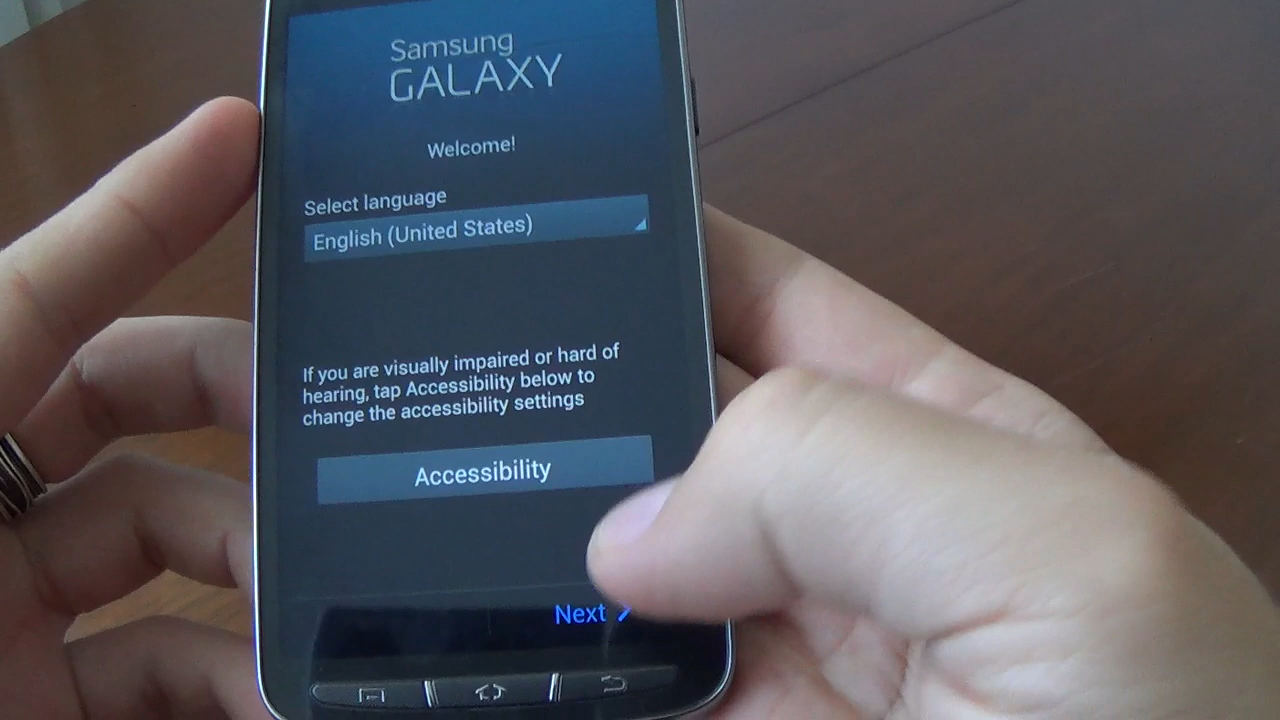 Samsung
GALAXY
Welcome!
Select language
English (United States)
If you are visually impaired or hard of
hearing, tap Accessibility below to
change the accessibility settings
Accessibility
Next